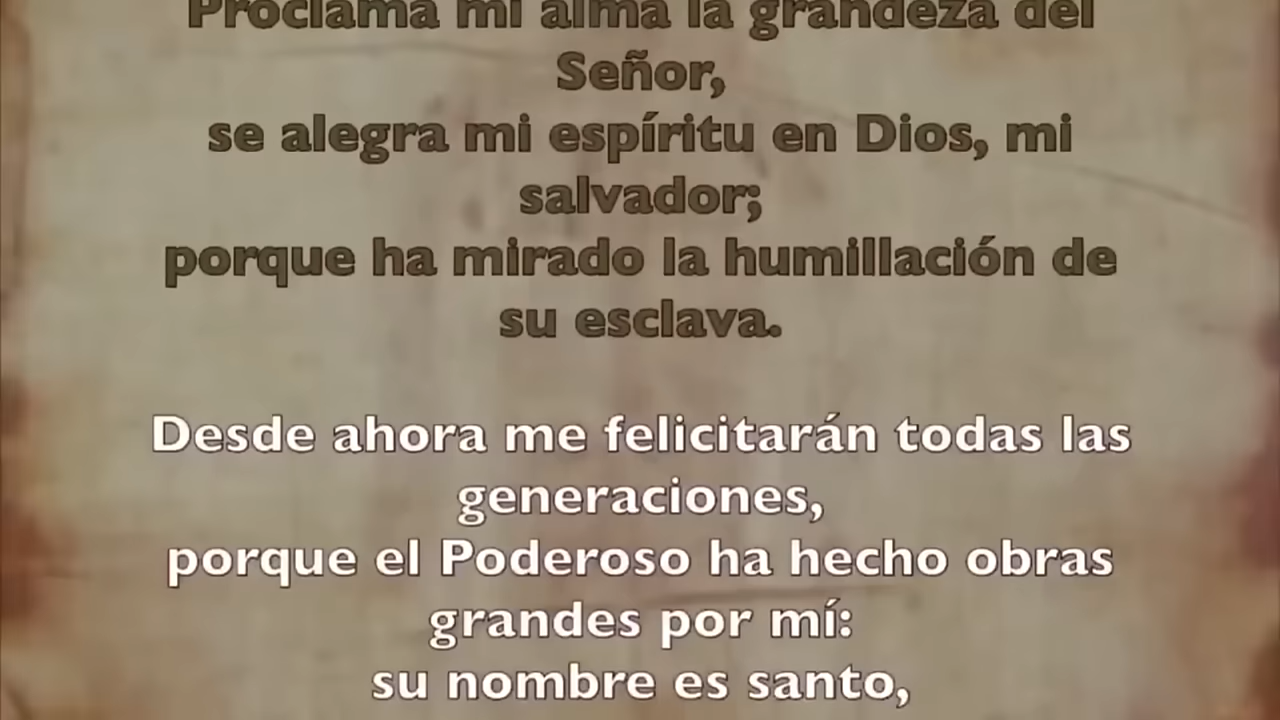 Proclama mi alma la grandeza del
Señor,
se alegra mi espíritu en Dios, mi
salvador;
porque ha mirado la humillación de
su esclava.
Desde ahora me felicitarán todas las
generaciones,
porque el Poderoso ha hecho obras
grandes por mí:
su nombre es santo,